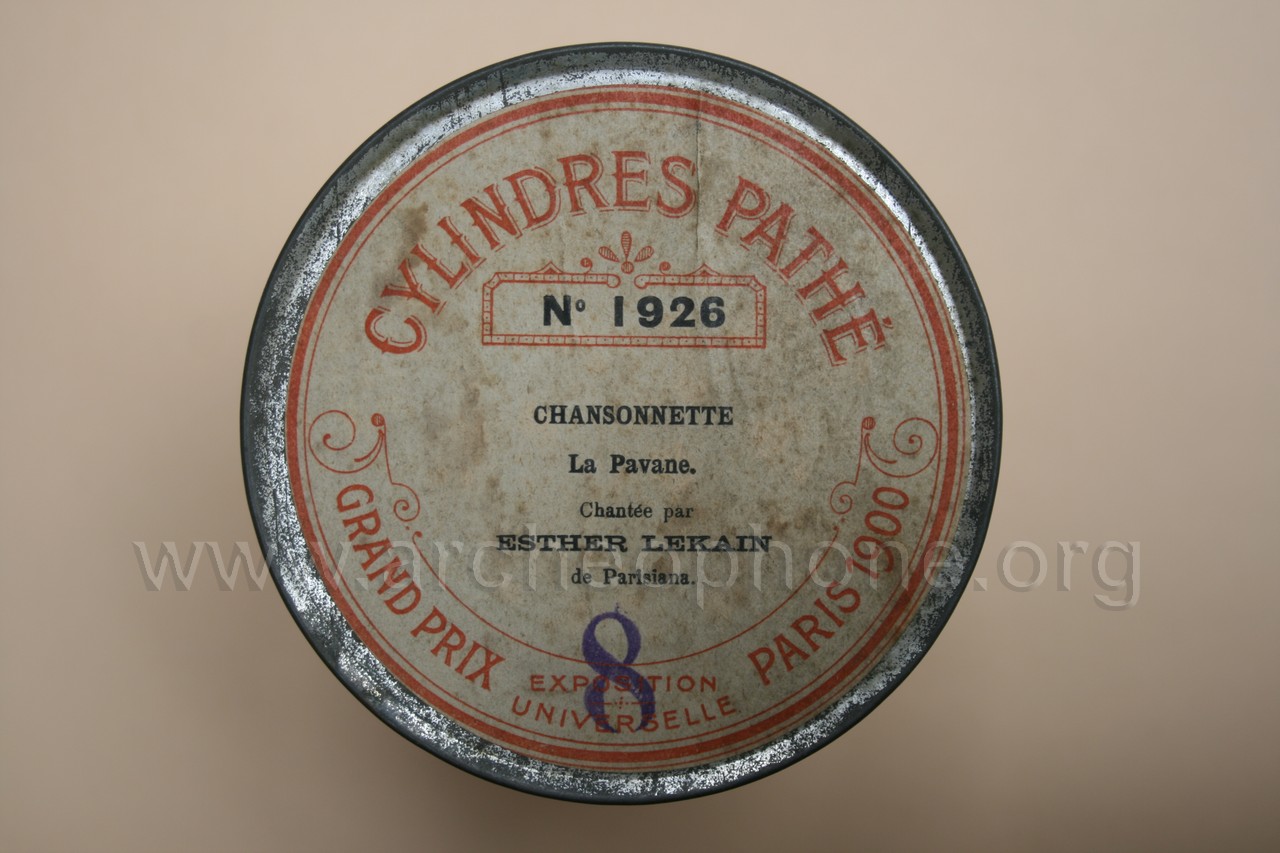 CYLINDRES PATHÉ
Nº 1926
CHANSONNETTE
La Pavane.
Chantée par
ESTHER LEKAIN
de Parisiana.
8
GRAND PRIX
EXPOSITION
UNIVERSELLE
PARIS 1900
www.archeophone.org